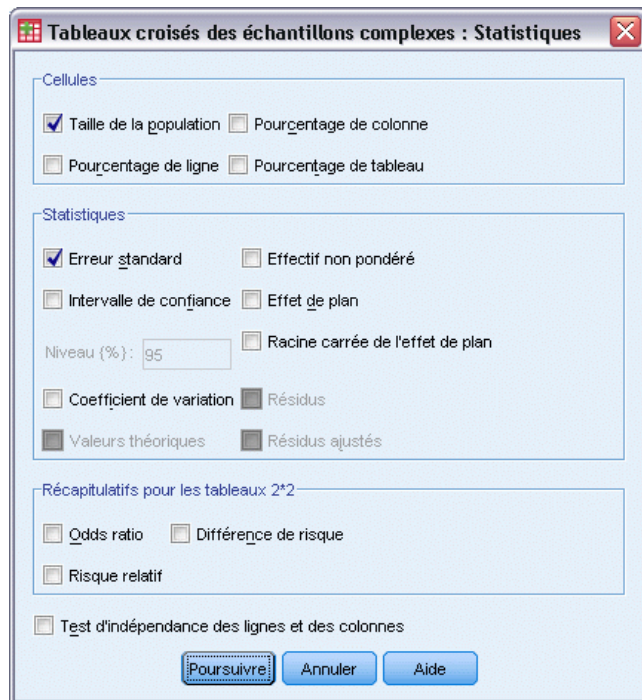 Tableaux croisés des échantillons complexes : Statistiques
Cellules
Taille de la population Pourcentage de colonne
Pourcentage de ligne Pourcentage de tableau
Statistiques
Erreur standard Effectif non pondéré
Intervalle de confiance Effet de plan
Niveau {%} : 95 Racine carrée de l'effet de plan
Coefficient de variation Résidus
Valeurs théoriques Résidus ajustés
Récapitulatifs pour les tableaux 2*2
Odds ratio Différence de risque
Risque relatif
Test d'indépendance des lignes et des colonnes
Poursuivre Annuler Aide